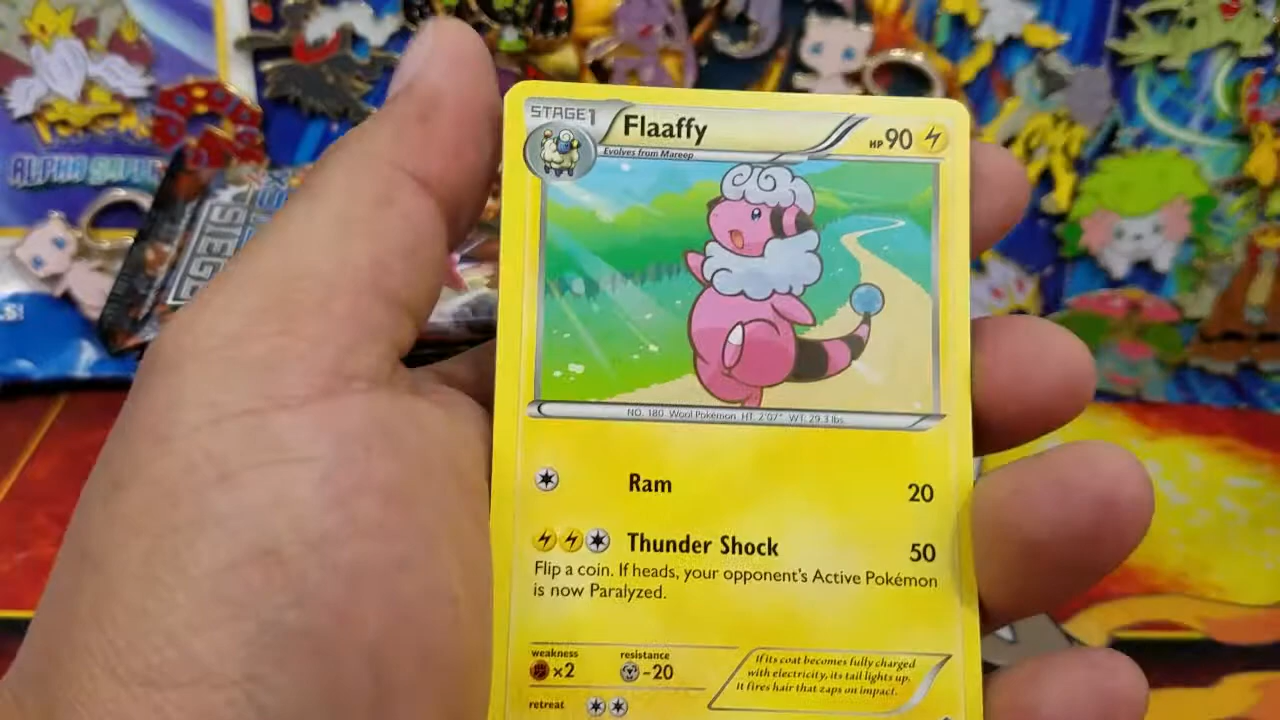 STAGE1
Flaaffy
HP 90
Evolves from Mareep
NO. 180 Wool Pokémon HT: 2'07" WT: 29.3 lbs.
Ram 20
Thunder Shock 50
Flip a coin. If heads, your opponent's Active Pokémon
is now Paralyzed.
weakness
×2
resistance
-20
retreat
If its coat becomes fully charged
with electricity, its tail lights up.
It fires hair that zaps on impact.
ALPHA SAPPHIRE
SIEGE